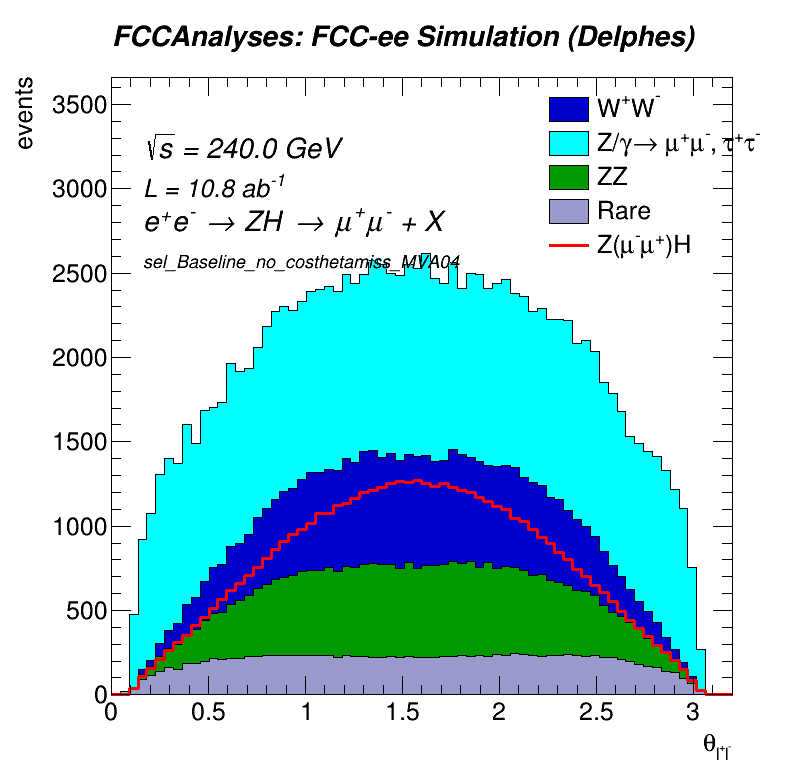 FCCAnalyses: FCC-ee Simulation (Delphes)
events
3500
3000
2500
2000
1500
1000
500
0
√s = 240.0 GeV
L = 10.8 ab⁻¹
e⁺e⁻ → ZH → μ⁺μ⁻ + X
sel_Baseline_no_costhetamiss_MVA04
W⁺W⁻
Z/γ→ μ⁺μ⁻, τ⁺τ⁻
ZZ
Rare
Z(μ⁻μ⁺)H
0 0.5 1 1.5 2 2.5 3
θ_l⁺l⁻